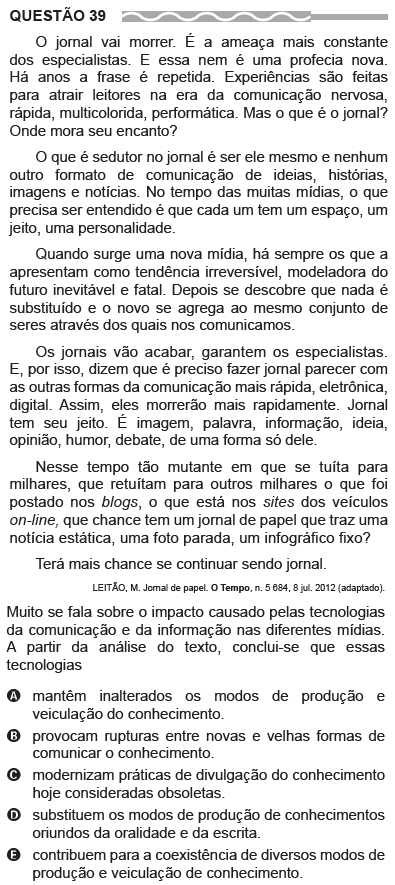 QUESTÃO 39
O jornal vai morrer. É a ameaça mais constante
dos especialistas. E essa nem é uma profecia nova.
Há anos a frase é repetida. Experiências são feitas
para atrair leitores na era da comunicação nervosa,
rápida, multicolorida, performática. Mas o que é o jornal?
Onde mora seu encanto?
O que é sedutor no jornal é ser ele mesmo e nenhum
outro formato de comunicação de ideias, histórias,
imagens e notícias. No tempo das muitas mídias, o que
precisa ser entendido é que cada um tem um espaço, um
jeito, uma personalidade.
Quando surge uma nova mídia, há sempre os que a
apresentam como tendência irreversível, modeladora do
futuro inevitável e fatal. Depois se descobre que nada é
substituído e o novo se agrega ao mesmo conjunto de
seres através dos quais nos comunicamos.
Os jornais vão acabar, garantem os especialistas.
E, por isso, dizem que é preciso fazer jornal parecer com
as outras formas da comunicação mais rápida, eletrônica,
digital. Assim, eles morrerão mais rapidamente. Jornal
tem seu jeito. É imagem, palavra, informação, ideia,
opinião, humor, debate, de uma forma só dele.
Nesse tempo tão mutante em que se tuíta para
milhares, que retuítam para outros milhares o que foi
postado nos blogs, o que está nos sites dos veículos
on-line, que chance tem um jornal de papel que traz uma
notícia estática, uma foto parada, um infográfico fixo?
Terá mais chance se continuar sendo jornal.
LEITÃO, M. Jornal de papel. O Tempo, n. 5 684, 8 jul. 2012 (adaptado).
Muito se fala sobre o impacto causado pelas tecnologias
da comunicação e da informação nas diferentes mídias.
A partir da análise do texto, conclui-se que essas
tecnologias
A mantêm inalterados os modos de produção e
veiculação do conhecimento.
B provocam rupturas entre novas e velhas formas de
comunicar o conhecimento.
C modernizam práticas de divulgação do conhecimento
hoje consideradas obsoletas.
D substituem os modos de produção de conhecimentos
oriundos da oralidade e da escrita.
E contribuem para a coexistência de diversos modos de
produção e veiculação de conhecimento.